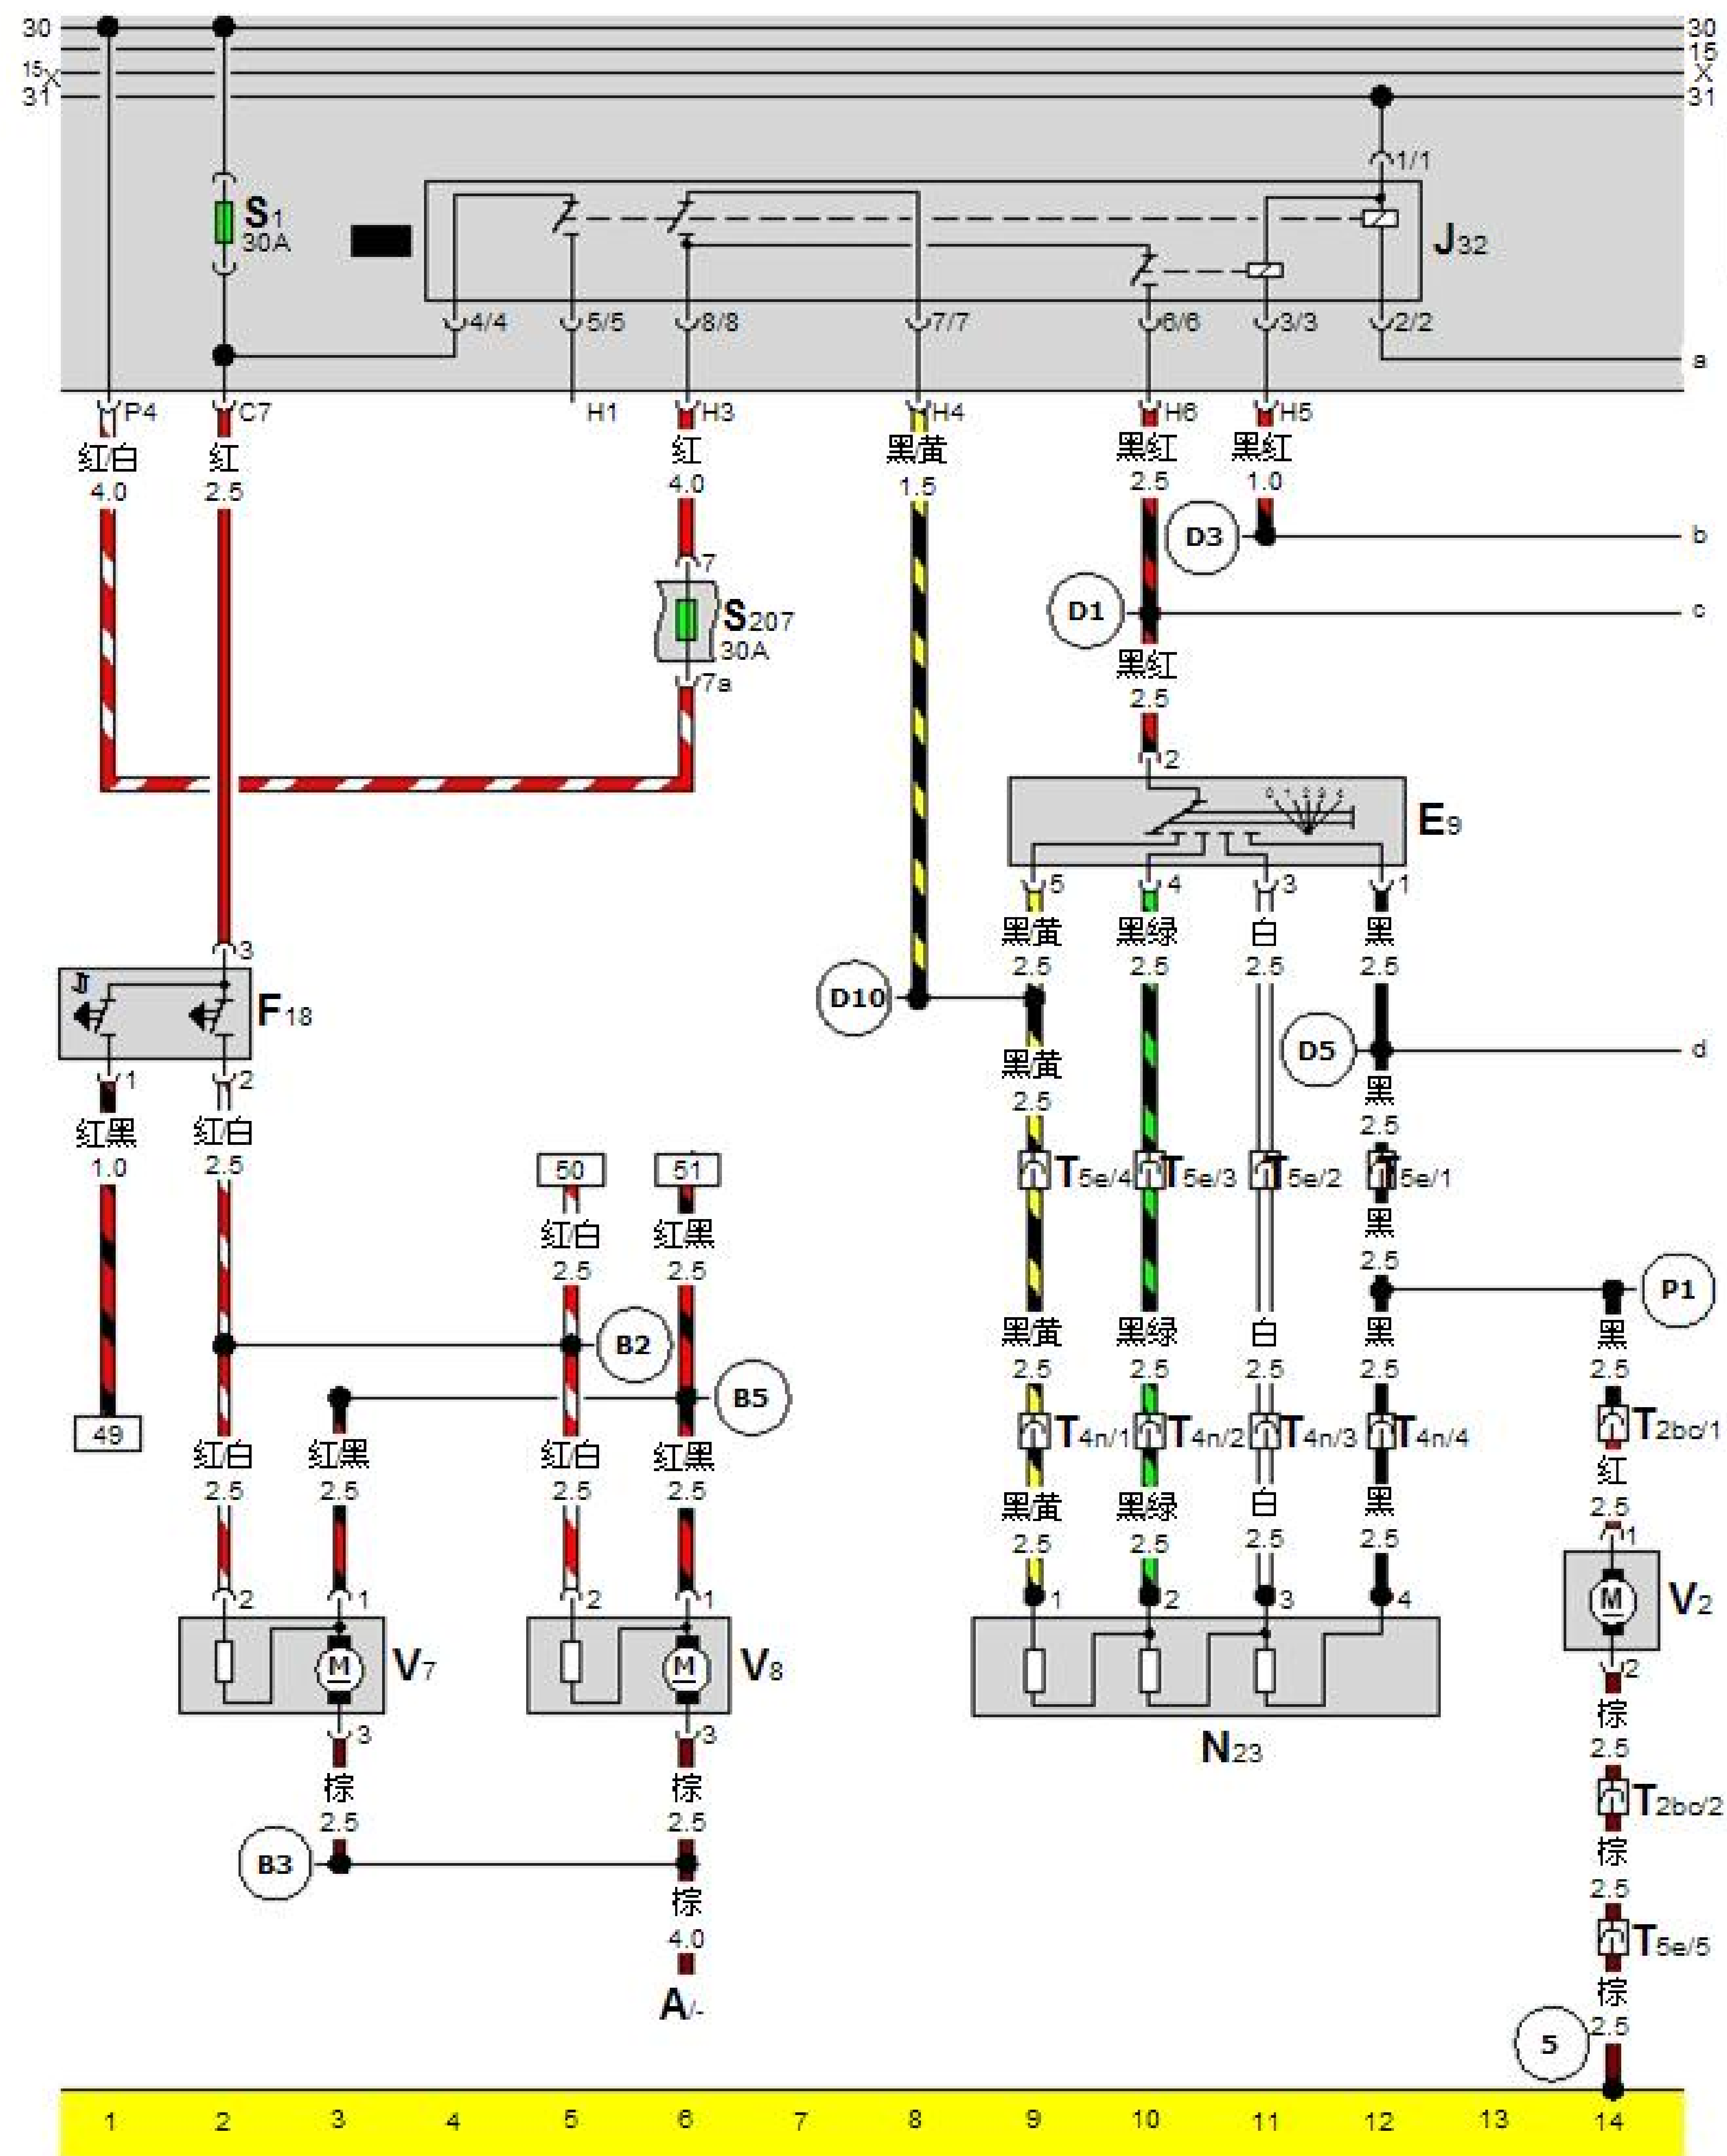 30 30
15
15
X X
31 31
1/1
S1
30A
J32
4/4 5/5 8/8 7/7 6/6 3/3 2/2
a
P4 C7 H1 H3 H4 H6 H5
红/白 红 红 黑/黄 黑/红 黑/红
4.0 2.5 4.0 1.5 2.5 1.0
D3 b
7
D1 c
S207
30A
黑/红
7a 2.5
2
0 1 2 3 4
E9
5 4 3 1
黑/黄 黑/绿 白 黑
3 2.5 2.5 2.5 2.5
D10
F18
D5 d
黑/黄 黑
1 2 2.5 2.5
红/黑 红/白
1.0 2.5 50 51 T5e/4 T5e/3 T5e/2 T5e/1
红/白 红/黑 黑
2.5 2.5 2.5
P1
B2 黑/黄 黑/绿 白 黑 黑
2.5 2.5 2.5 2.5 2.5
B5
49 T4n/1 T4n/2 T4n/3 T4n/4 T2bc/1
红/白 红/黑 红/白 红/黑 红
2.5 2.5 2.5 2.5 黑/黄 黑/绿 白 黑 2.5
2.5 2.5 2.5 2.5 1
2 1 2 1 1 2 3 4
M V2
M V7 M V8
2
3 3 N23 棕
棕 棕 2.5
2.5 2.5 T2bc/2
B3 棕
棕 2.5
4.0 T5e/5
A/- 棕
5 2.5
1 2 3 4 5 6 7 8 9 10 11 12 13 14